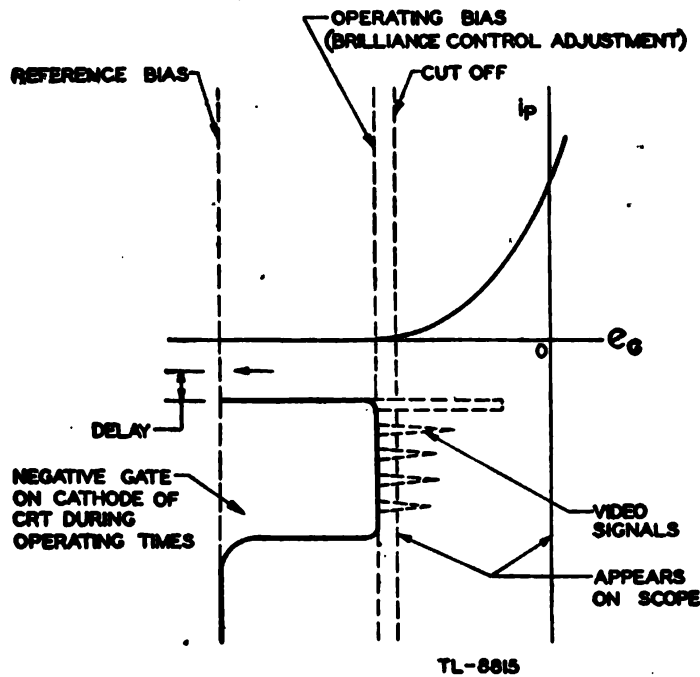 OPERATING BIAS
(BRILLIANCE CONTROL ADJUSTMENT)
REFERENCE BIAS
CUT OFF
ip
0
eG
DELAY
NEGATIVE GATE
ON CATHODE OF
CRT DURING
OPERATING TIMES
VIDEO
SIGNALS
APPEARS
ON SCOPE
TL-8815